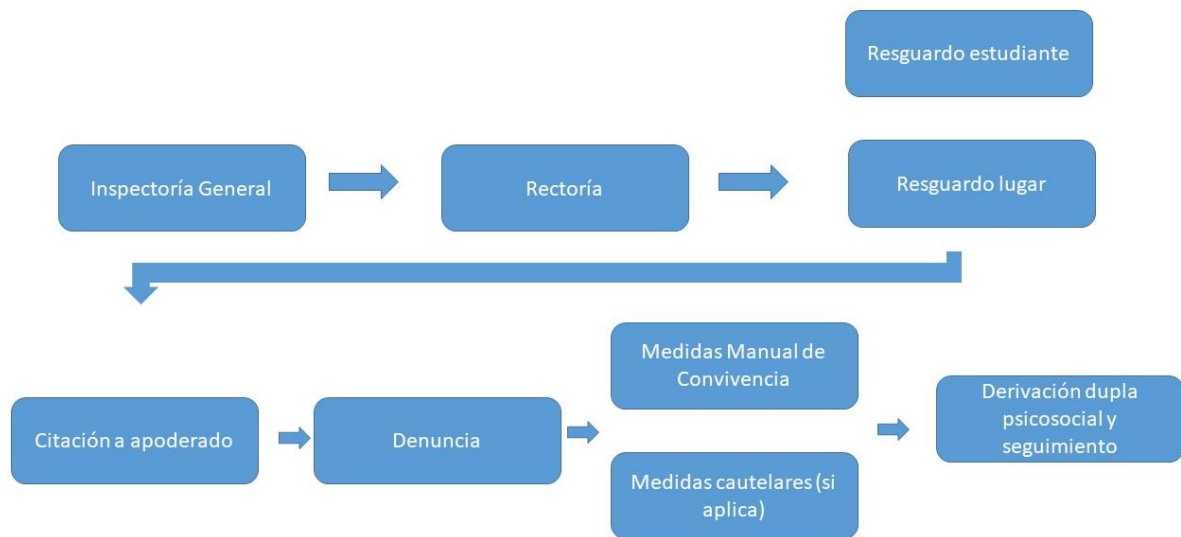 Resguardo estudiante
Inspectoría General
Rectoría
Resguardo lugar
Citación a apoderado
Denuncia
Medidas Manual de
Convivencia
Medidas cautelares (si
aplica)
Derivación dupla
psicosocial y
seguimiento